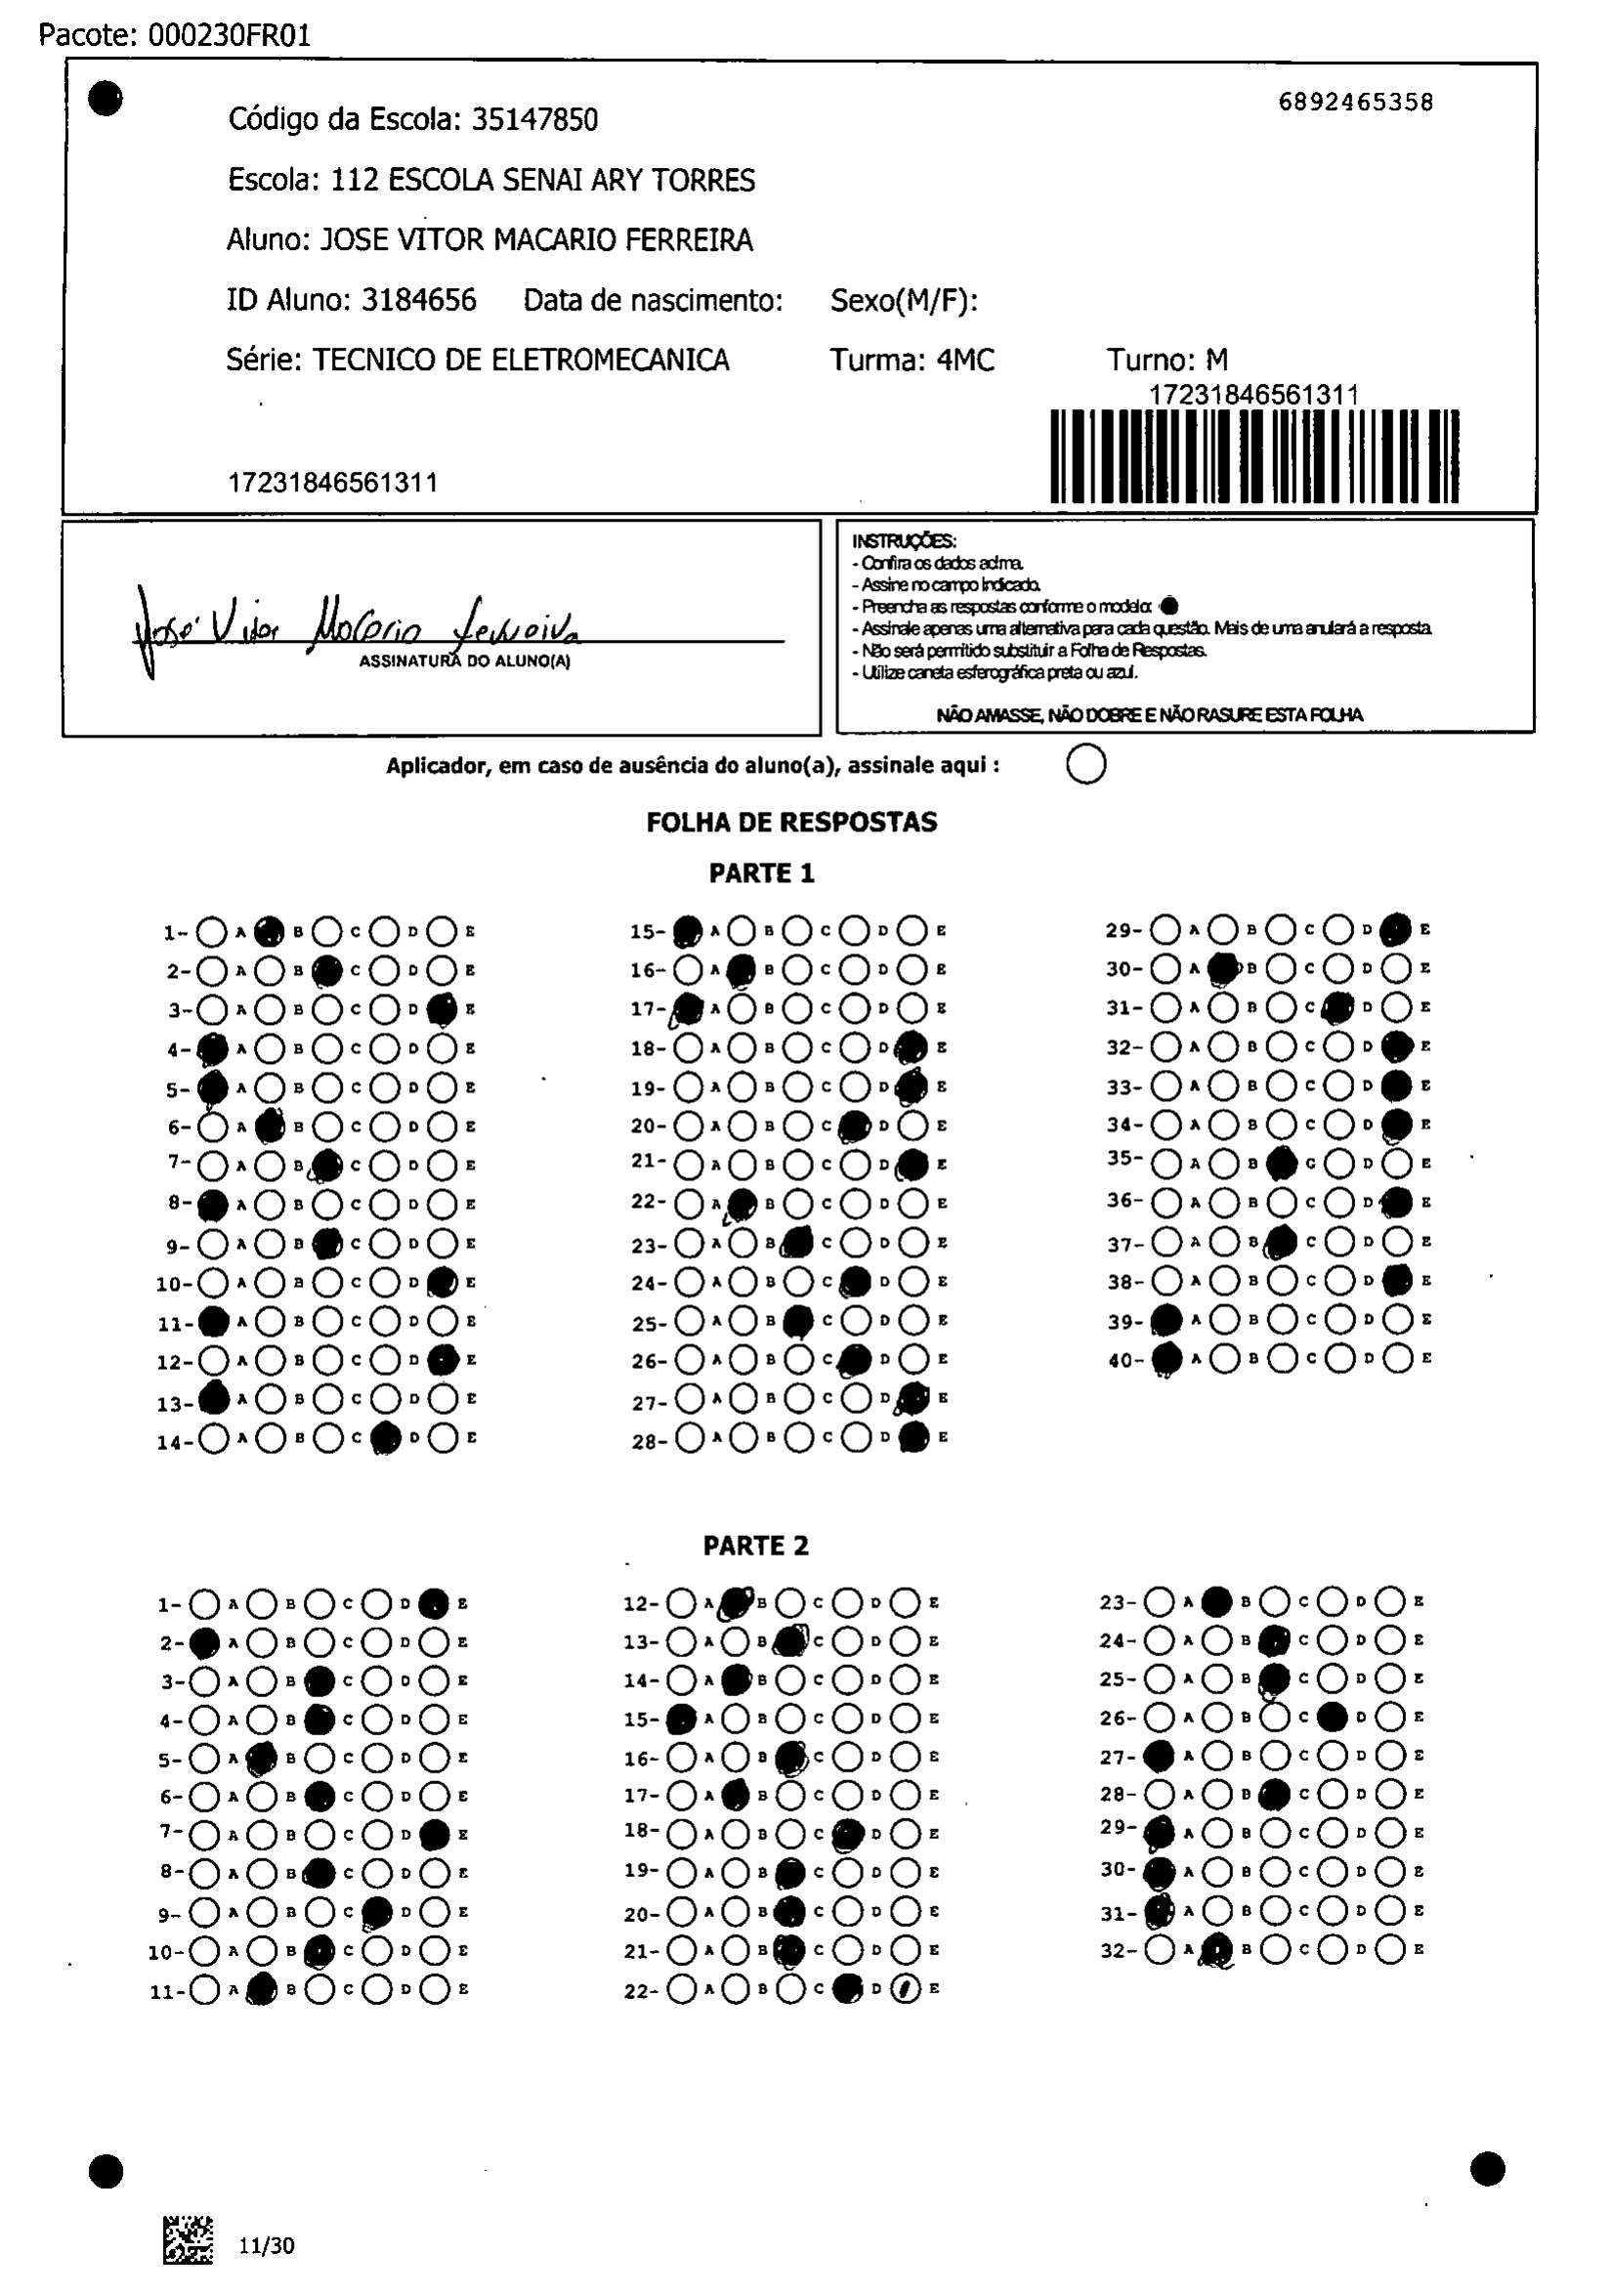 Pacote: 000230FR01
6892465358
Código da Escola: 35147850
Escola: 112 ESCOLA SENAI ARY TORRES
Aluno: JOSE VITOR MACARIO FERREIRA
ID Aluno: 3184656 Data de nascimento: Sexo(M/F):
Série: TECNICO DE ELETROMECANICA Turma: 4MC Turno: M
17231846561311
17231846561311
José Vitor Macario Ferreira
ASSINATURA DO ALUNO(A)
INSTRUÇÕES:
- Confira os dados acima.
- Assine no campo indicado.
- Preencha as respostas conforme o modelo:
- Assinale apenas uma alternativa para cada questão. Mais de uma anulará a resposta.
- Não será permitido substituir a Folha de Respostas.
- Utilize caneta esferográfica preta ou azul.
NÃO AMASSE, NÃO DOBRE E NÃO RASURE ESTA FOLHA
Aplicador, em caso de ausência do aluno(a), assinale aqui :
FOLHA DE RESPOSTAS
PARTE 1
1- A B C D E
2- A B C D E
3- A B C D E
4- A B C D E
5- A B C D E
6- A B C D E
7- A B C D E
8- A B C D E
9- A B C D E
10- A B C D E
11- A B C D E
12- A B C D E
13- A B C D E
14- A B C D E
15- A B C D E
16- A B C D E
17- A B C D E
18- A B C D E
19- A B C D E
20- A B C D E
21- A B C D E
22- A B C D E
23- A B C D E
24- A B C D E
25- A B C D E
26- A B C D E
27- A B C D E
28- A B C D E
29- A B C D E
30- A B C D E
31- A B C D E
32- A B C D E
33- A B C D E
34- A B C D E
35- A B C D E
36- A B C D E
37- A B C D E
38- A B C D E
39- A B C D E
40- A B C D E
PARTE 2
1- A B C D E
2- A B C D E
3- A B C D E
4- A B C D E
5- A B C D E
6- A B C D E
7- A B C D E
8- A B C D E
9- A B C D E
10- A B C D E
11- A B C D E
12- A B C D E
13- A B C D E
14- A B C D E
15- A B C D E
16- A B C D E
17- A B C D E
18- A B C D E
19- A B C D E
20- A B C D E
21- A B C D E
22- A B C D E
23- A B C D E
24- A B C D E
25- A B C D E
26- A B C D E
27- A B C D E
28- A B C D E
29- A B C D E
30- A B C D E
31- A B C D E
32- A B C D E
11/30